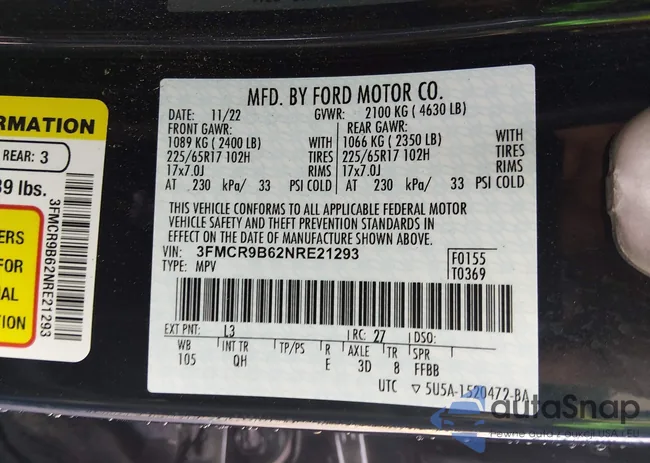 RMATION
REAR: 3
39 lbs.
ERS
FOR
AL
TION
3FMCR9B62NRE21293
MFD. BY FORD MOTOR CO.
DATE: 11/22 GVWR: 2100 KG ( 4630 LB)
FRONT GAWR: REAR GAWR:
1089 KG ( 2400 LB) WITH 1066 KG ( 2350 LB) WITH
225/65R17 102H TIRES 225/65R17 102H TIRES
17x7.0J RIMS 17x7.0J RIMS
AT 230 kPa/ 33 PSI COLD AT 230 kPa/ 33 PSI COLD
THIS VEHICLE CONFORMS TO ALL APPLICABLE FEDERAL MOTOR
VEHICLE SAFETY AND THEFT PREVENTION STANDARDS IN
EFFECT ON THE DATE OF MANUFACTURE SHOWN ABOVE.
VIN: 3FMCR9B62NRE21293 F0155
TYPE: MPV T0369
EXT PNT: L3 RC: 27 DSO:
WB INT TR TP/PS R AXLE TR SPR
105 QH E 3D 8 FFBB
UTC ▽ 5U5A-1520472-BA
autoSnap